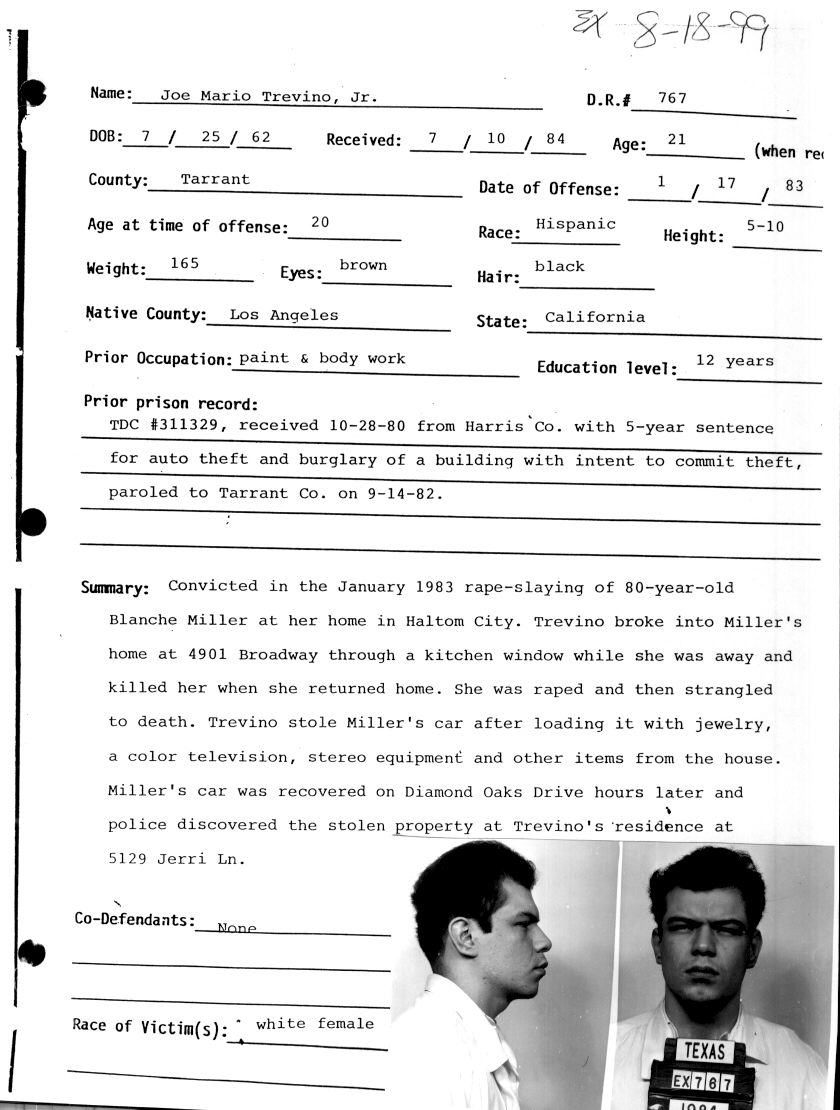 EX 8-18-99
Name: Joe Mario Trevino, Jr. D.R.# 767
DOB: 7 / 25 / 62 Received: 7 / 10 / 84 Age: 21 (when rec
County: Tarrant Date of Offense: 1 / 17 / 83
Age at time of offense: 20 Race: Hispanic Height: 5-10
Weight: 165 Eyes: brown Hair: black
Native County: Los Angeles State: California
Prior Occupation: paint & body work Education level: 12 years
Prior prison record:
TDC #311329, received 10-28-80 from Harris Co. with 5-year sentence
for auto theft and burglary of a building with intent to commit theft,
paroled to Tarrant Co. on 9-14-82.
Summary: Convicted in the January 1983 rape-slaying of 80-year-old
Blanche Miller at her home in Haltom City. Trevino broke into Miller's
home at 4901 Broadway through a kitchen window while she was away and
killed her when she returned home. She was raped and then strangled
to death. Trevino stole Miller's car after loading it with jewelry,
a color television, stereo equipment and other items from the house.
Miller's car was recovered on Diamond Oaks Drive hours later and
police discovered the stolen property at Trevino's residence at
5129 Jerri Ln.
Co-Defendants: None
Race of Victim(s): white female
TEXAS
EX767
1984